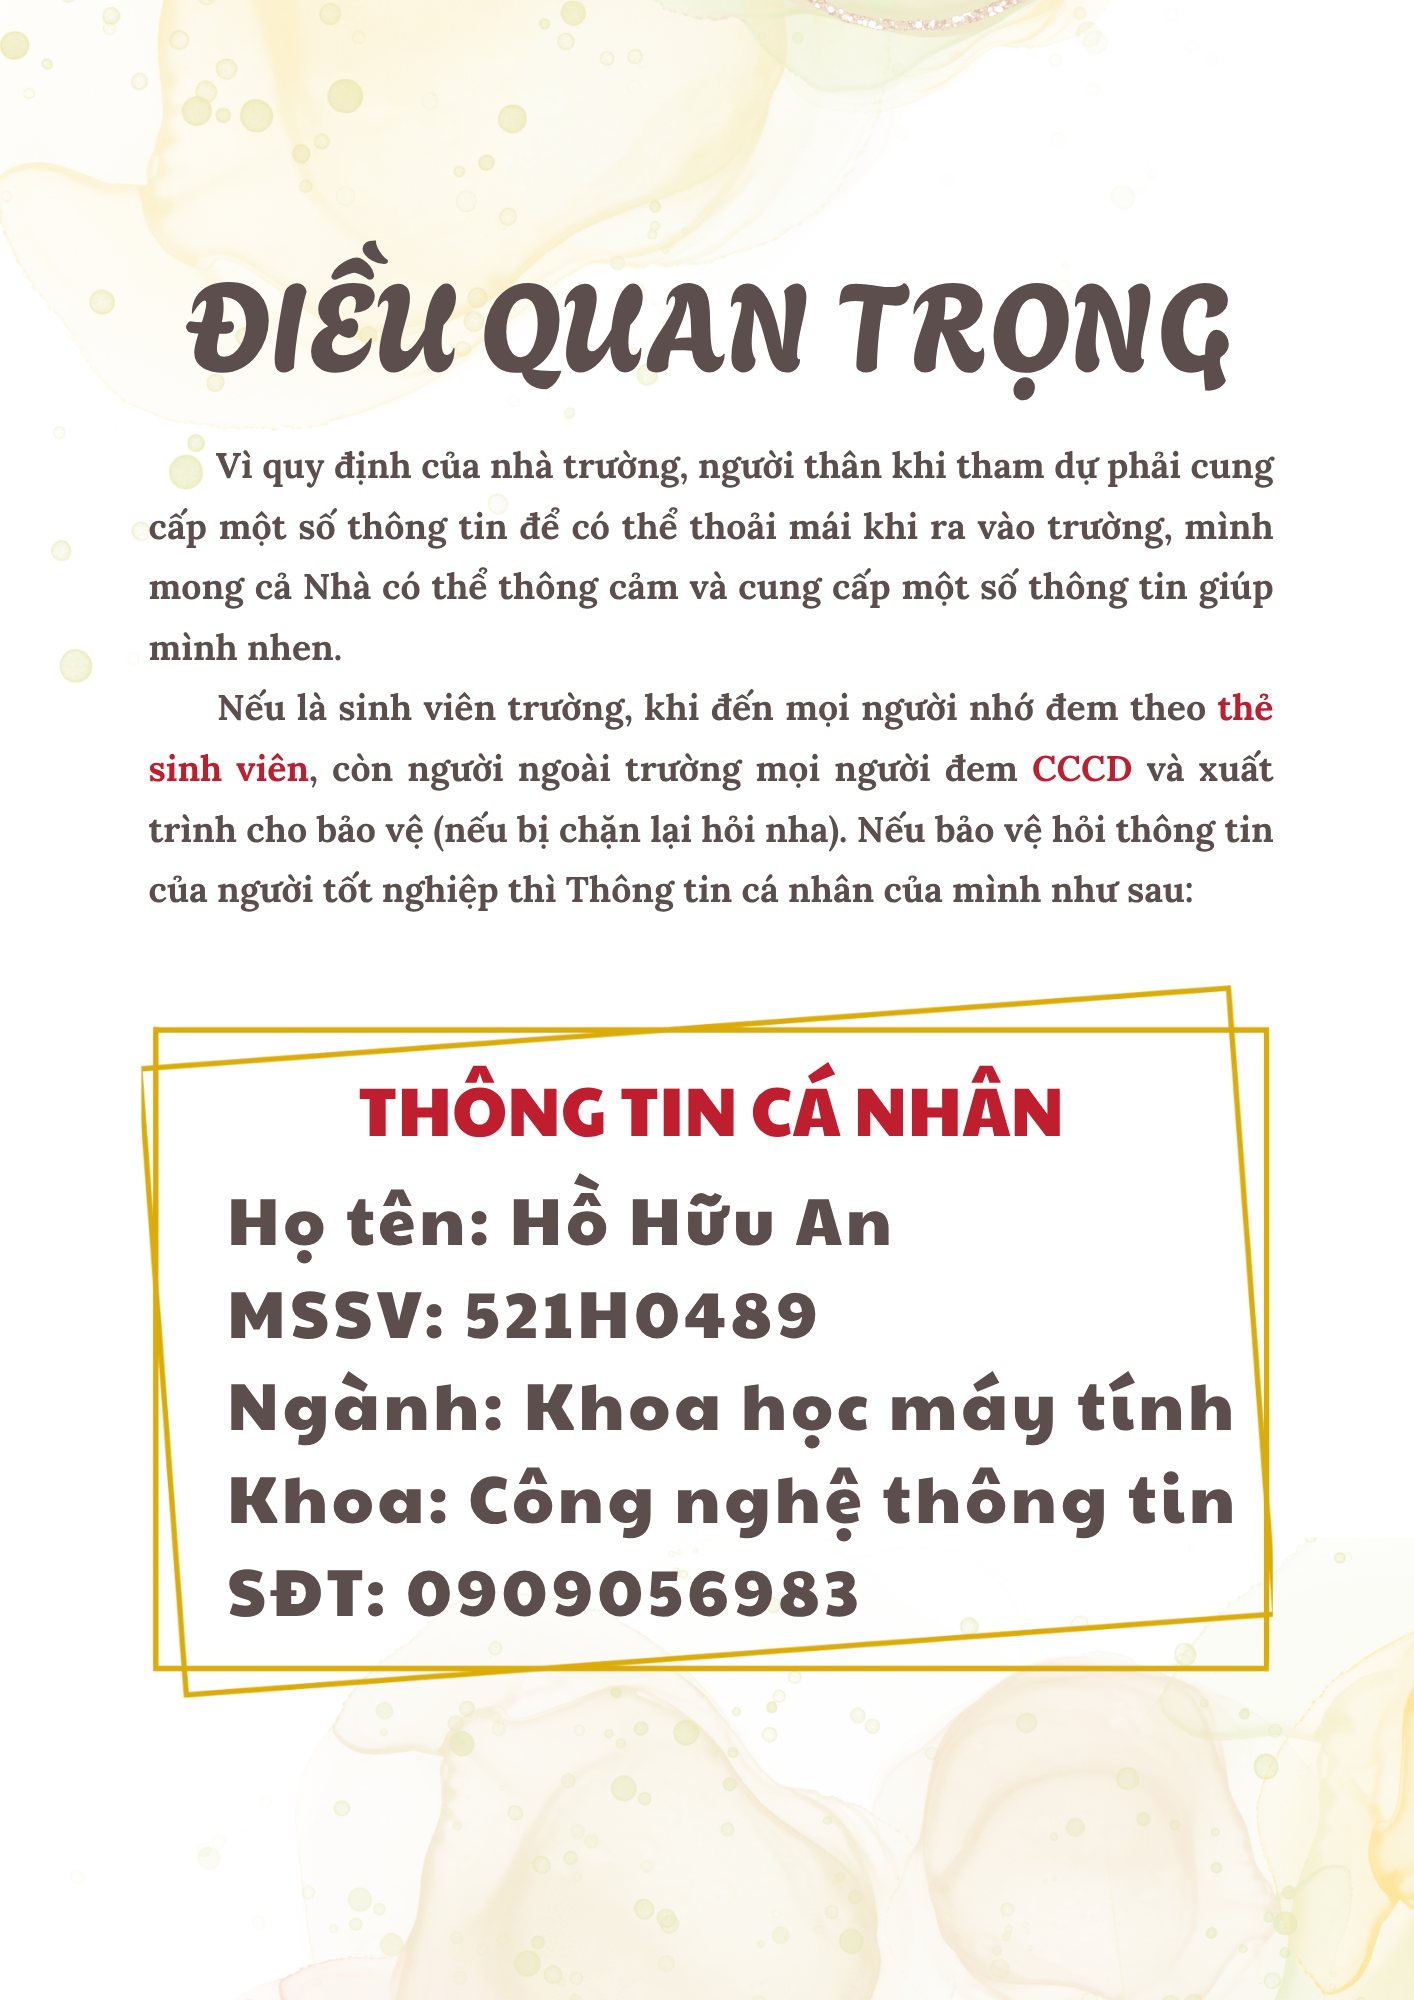 ĐIỀU QUAN TRỌNG
Vì quy định của nhà trường, người thân khi tham dự phải cung
cấp một số thông tin để có thể thoải mái khi ra vào trường, mình
mong cả Nhà có thể thông cảm và cung cấp một số thông tin giúp
mình nhen.
Nếu là sinh viên trường, khi đến mọi người nhớ đem theo thẻ
sinh viên, còn người ngoài trường mọi người đem CCCD và xuất
trình cho bảo vệ (nếu bị chặn lại hỏi nha). Nếu bảo vệ hỏi thông tin
của người tốt nghiệp thì Thông tin cá nhân của mình như sau:
THÔNG TIN CÁ NHÂN
Họ tên: Hồ Hữu An
MSSV: 521H0489
Ngành: Khoa học máy tính
Khoa: Công nghệ thông tin
SĐT: 0909056983